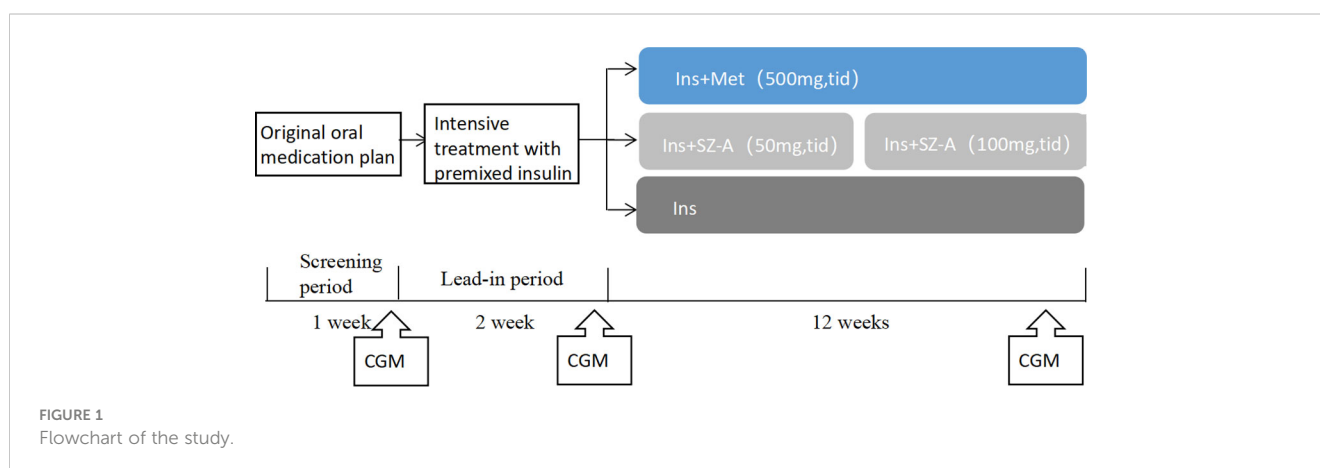 Original oral
medication plan
Intensive
treatment with
premixed insulin
Ins+Met（500mg,tid）
Ins+SZ-A（50mg,tid）
Ins+SZ-A（100mg,tid）
Ins
Screening
period
Lead-in period
1 week
2 week
12 weeks
CGM
CGM
CGM
FIGURE 1
Flowchart of the study.